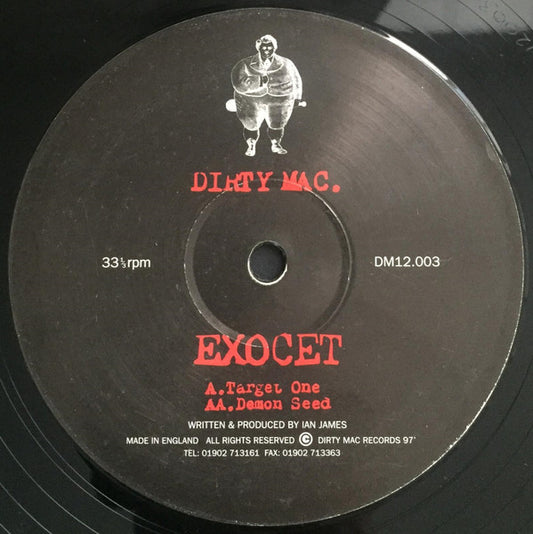 DIRTY MAC.
33⅓rpm
DM12.003
EXOCET
A.Target One
AA.Demon Seed
WRITTEN & PRODUCED BY IAN JAMES
MADE IN ENGLAND ALL RIGHTS RESERVED © DIRTY MAC RECORDS 97'
TEL: 01902 713161 FAX: 01902 713363